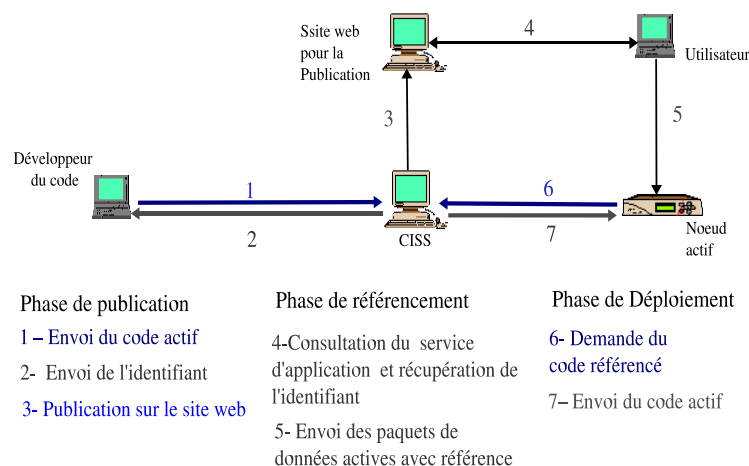 Ssite web
pour la
Publication
4
Utilisateur
3
5
Développeur
du code
1
2
CISS
6
7
Noeud
actif
Phase de publication
1 – Envoi du code actif
2- Envoi de l'identifiant
3- Publication sur le site web
Phase de référencement
4-Consultation du service
d'application et récupération de
l'identifiant
5- Envoi des paquets de
données actives avec référence
Phase de Déploiement
6- Demande du
code référencé
7– Envoi du code actif